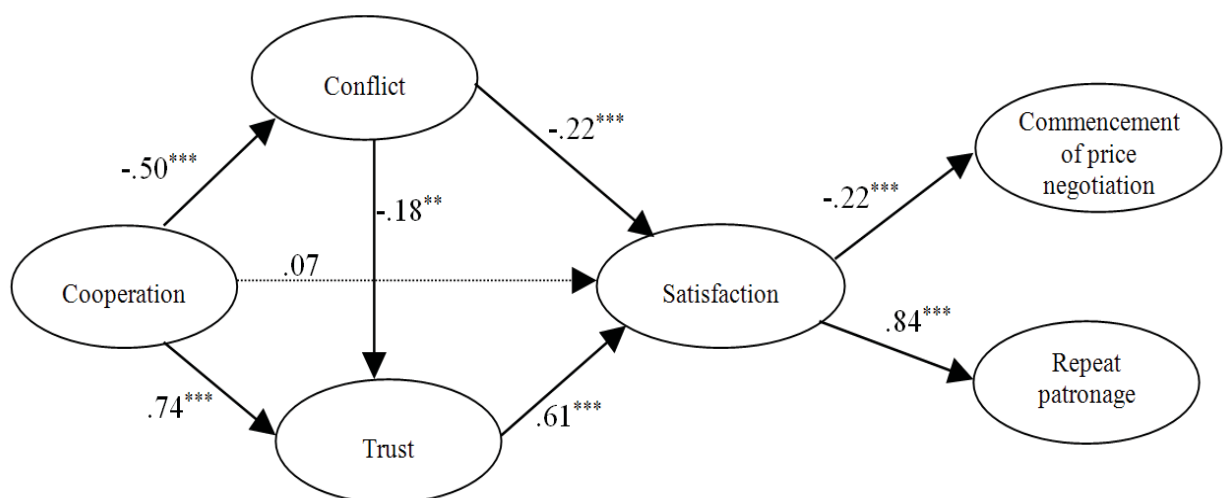 Conflict
Commencement
of price
negotiation
-.22***
-.50***
-.22***
-.18**
.07
Cooperation
Satisfaction
.84***
Repeat
patronage
.74***
.61***
Trust